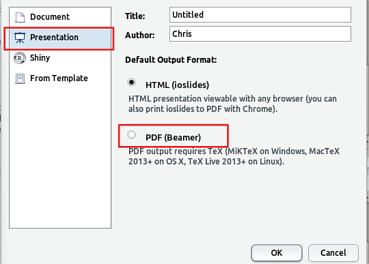 Document
Presentation
Shiny
From Template
Title: Untitled
Author: Chris
Default Output Format:
HTML (ioslides)
HTML presentation viewable with any browser (you can
also print ioslides to PDF with Chrome).
PDF (Beamer)
PDF output requires TeX (MiKTeX on Windows, MacTeX
2013+ on OS X, TeX Live 2013+ on Linux).
OK Cancel